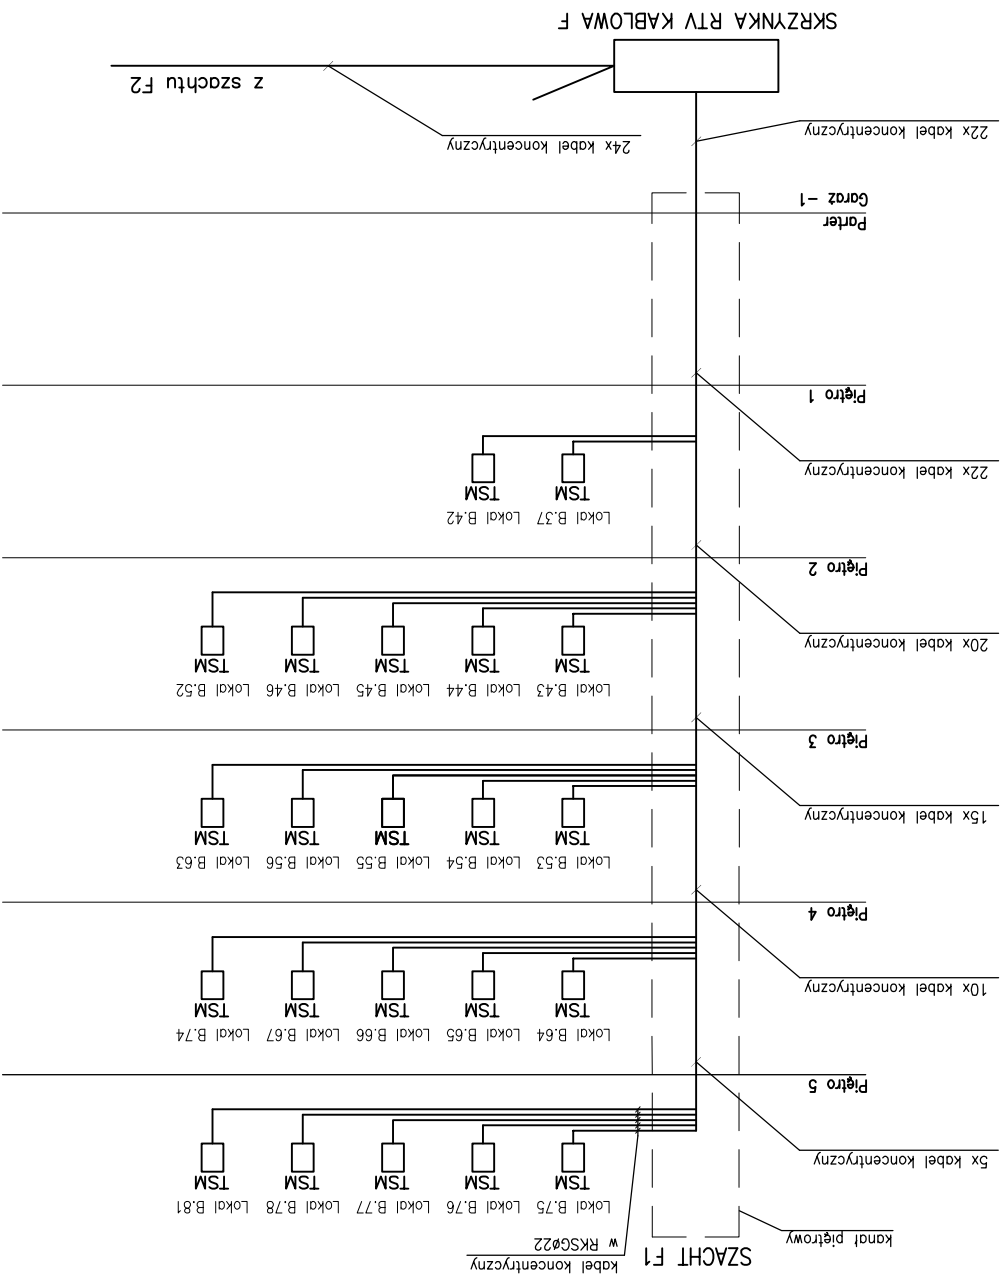 SZACHT F1
kanał piętrowy
kabel koncentryczny
w RKSGø22
Lokal B.75 Lokal B.76 Lokal B.77 Lokal B.78 Lokal B.81
TSM TSM TSM TSM TSM
5x kabel koncentryczny
Piętro 5
Lokal B.64 Lokal B.65 Lokal B.66 Lokal B.67 Lokal B.74
TSM TSM TSM TSM TSM
10x kabel koncentryczny
Piętro 4
Lokal B.53 Lokal B.54 Lokal B.55 Lokal B.56 Lokal B.63
TSM TSM TSM TSM TSM
15x kabel koncentryczny
Piętro 3
Lokal B.43 Lokal B.44 Lokal B.45 Lokal B.46 Lokal B.52
TSM TSM TSM TSM TSM
20x kabel koncentryczny
Piętro 2
Lokal B.37 Lokal B.42
TSM TSM
22x kabel koncentryczny
Piętro 1
Parter
Garaż -1
24x kabel koncentryczny
22x kabel koncentryczny
z szachtu F2
SKRZYNKA RTV KABLOWA F